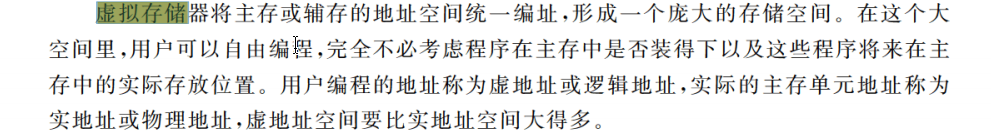 虚拟存储器将主存或辅存的地址空间统一编址,形成一个庞大的存储空间。在这个大
空间里,用户可以自由编程,完全不必考虑程序在主存中是否装得下以及这些程序将来在主
存中的实际存放位置。用户编程的地址称为虚地址或逻辑地址,实际的主存单元地址称为
实地址或物理地址,虚地址空间要比实地址空间大得多。